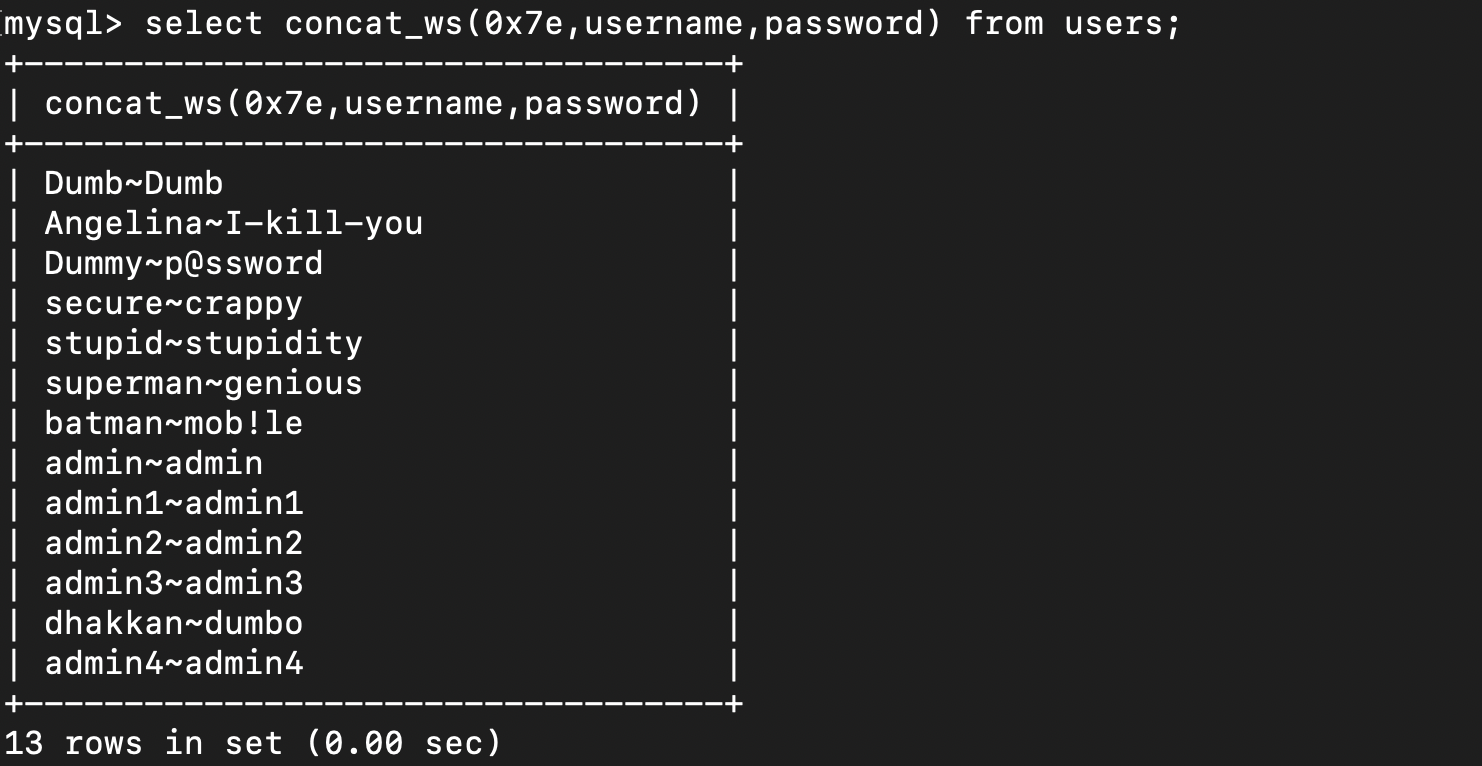 mysql> select concat_ws(0x7e,username,password) from users;
+-----------------------------------+
| concat_ws(0x7e,username,password) |
+-----------------------------------+
| Dumb~Dumb                         |
| Angelina~I-kill-you               |
| Dummy~p@ssword                    |
| secure~crappy                     |
| stupid~stupidity                  |
| superman~genious                  |
| batman~mob!le                     |
| admin~admin                       |
| admin1~admin1                     |
| admin2~admin2                     |
| admin3~admin3                     |
| dhakkan~dumbo                     |
| admin4~admin4                     |
+-----------------------------------+
13 rows in set (0.00 sec)